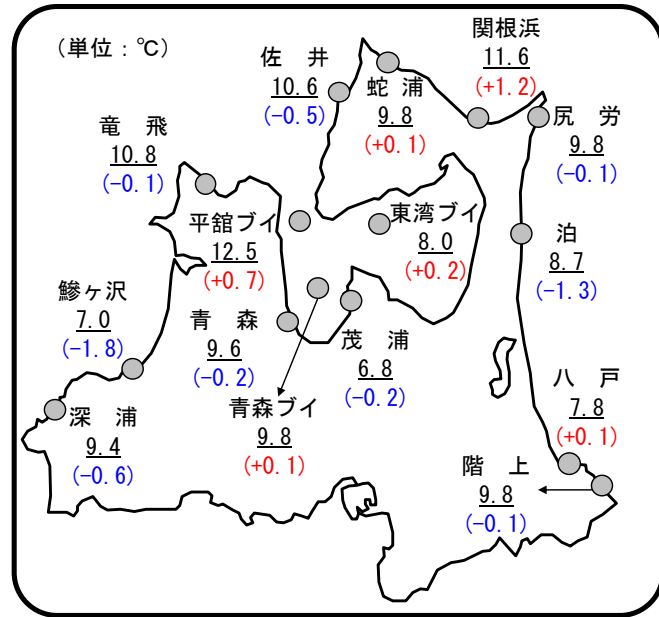 (単位：℃)
関根浜
11.6
(+1.2)
佐 井
10.6
(-0.5)
蛇 浦
9.8
(+0.1)
尻 労
9.8
(-0.1)
竜 飛
10.8
(-0.1)
平舘ブイ
12.5
(+0.7)
東湾ブイ
8.0
(+0.2)
泊
8.7
(-1.3)
鰺ヶ沢
7.0
(-1.8)
青 森
9.6
(-0.2)
茂 浦
6.8
(-0.2)
八 戸
7.8
(+0.1)
深 浦
9.4
(-0.6)
青森ブイ
9.8
(+0.1)
階 上
9.8
(-0.1)